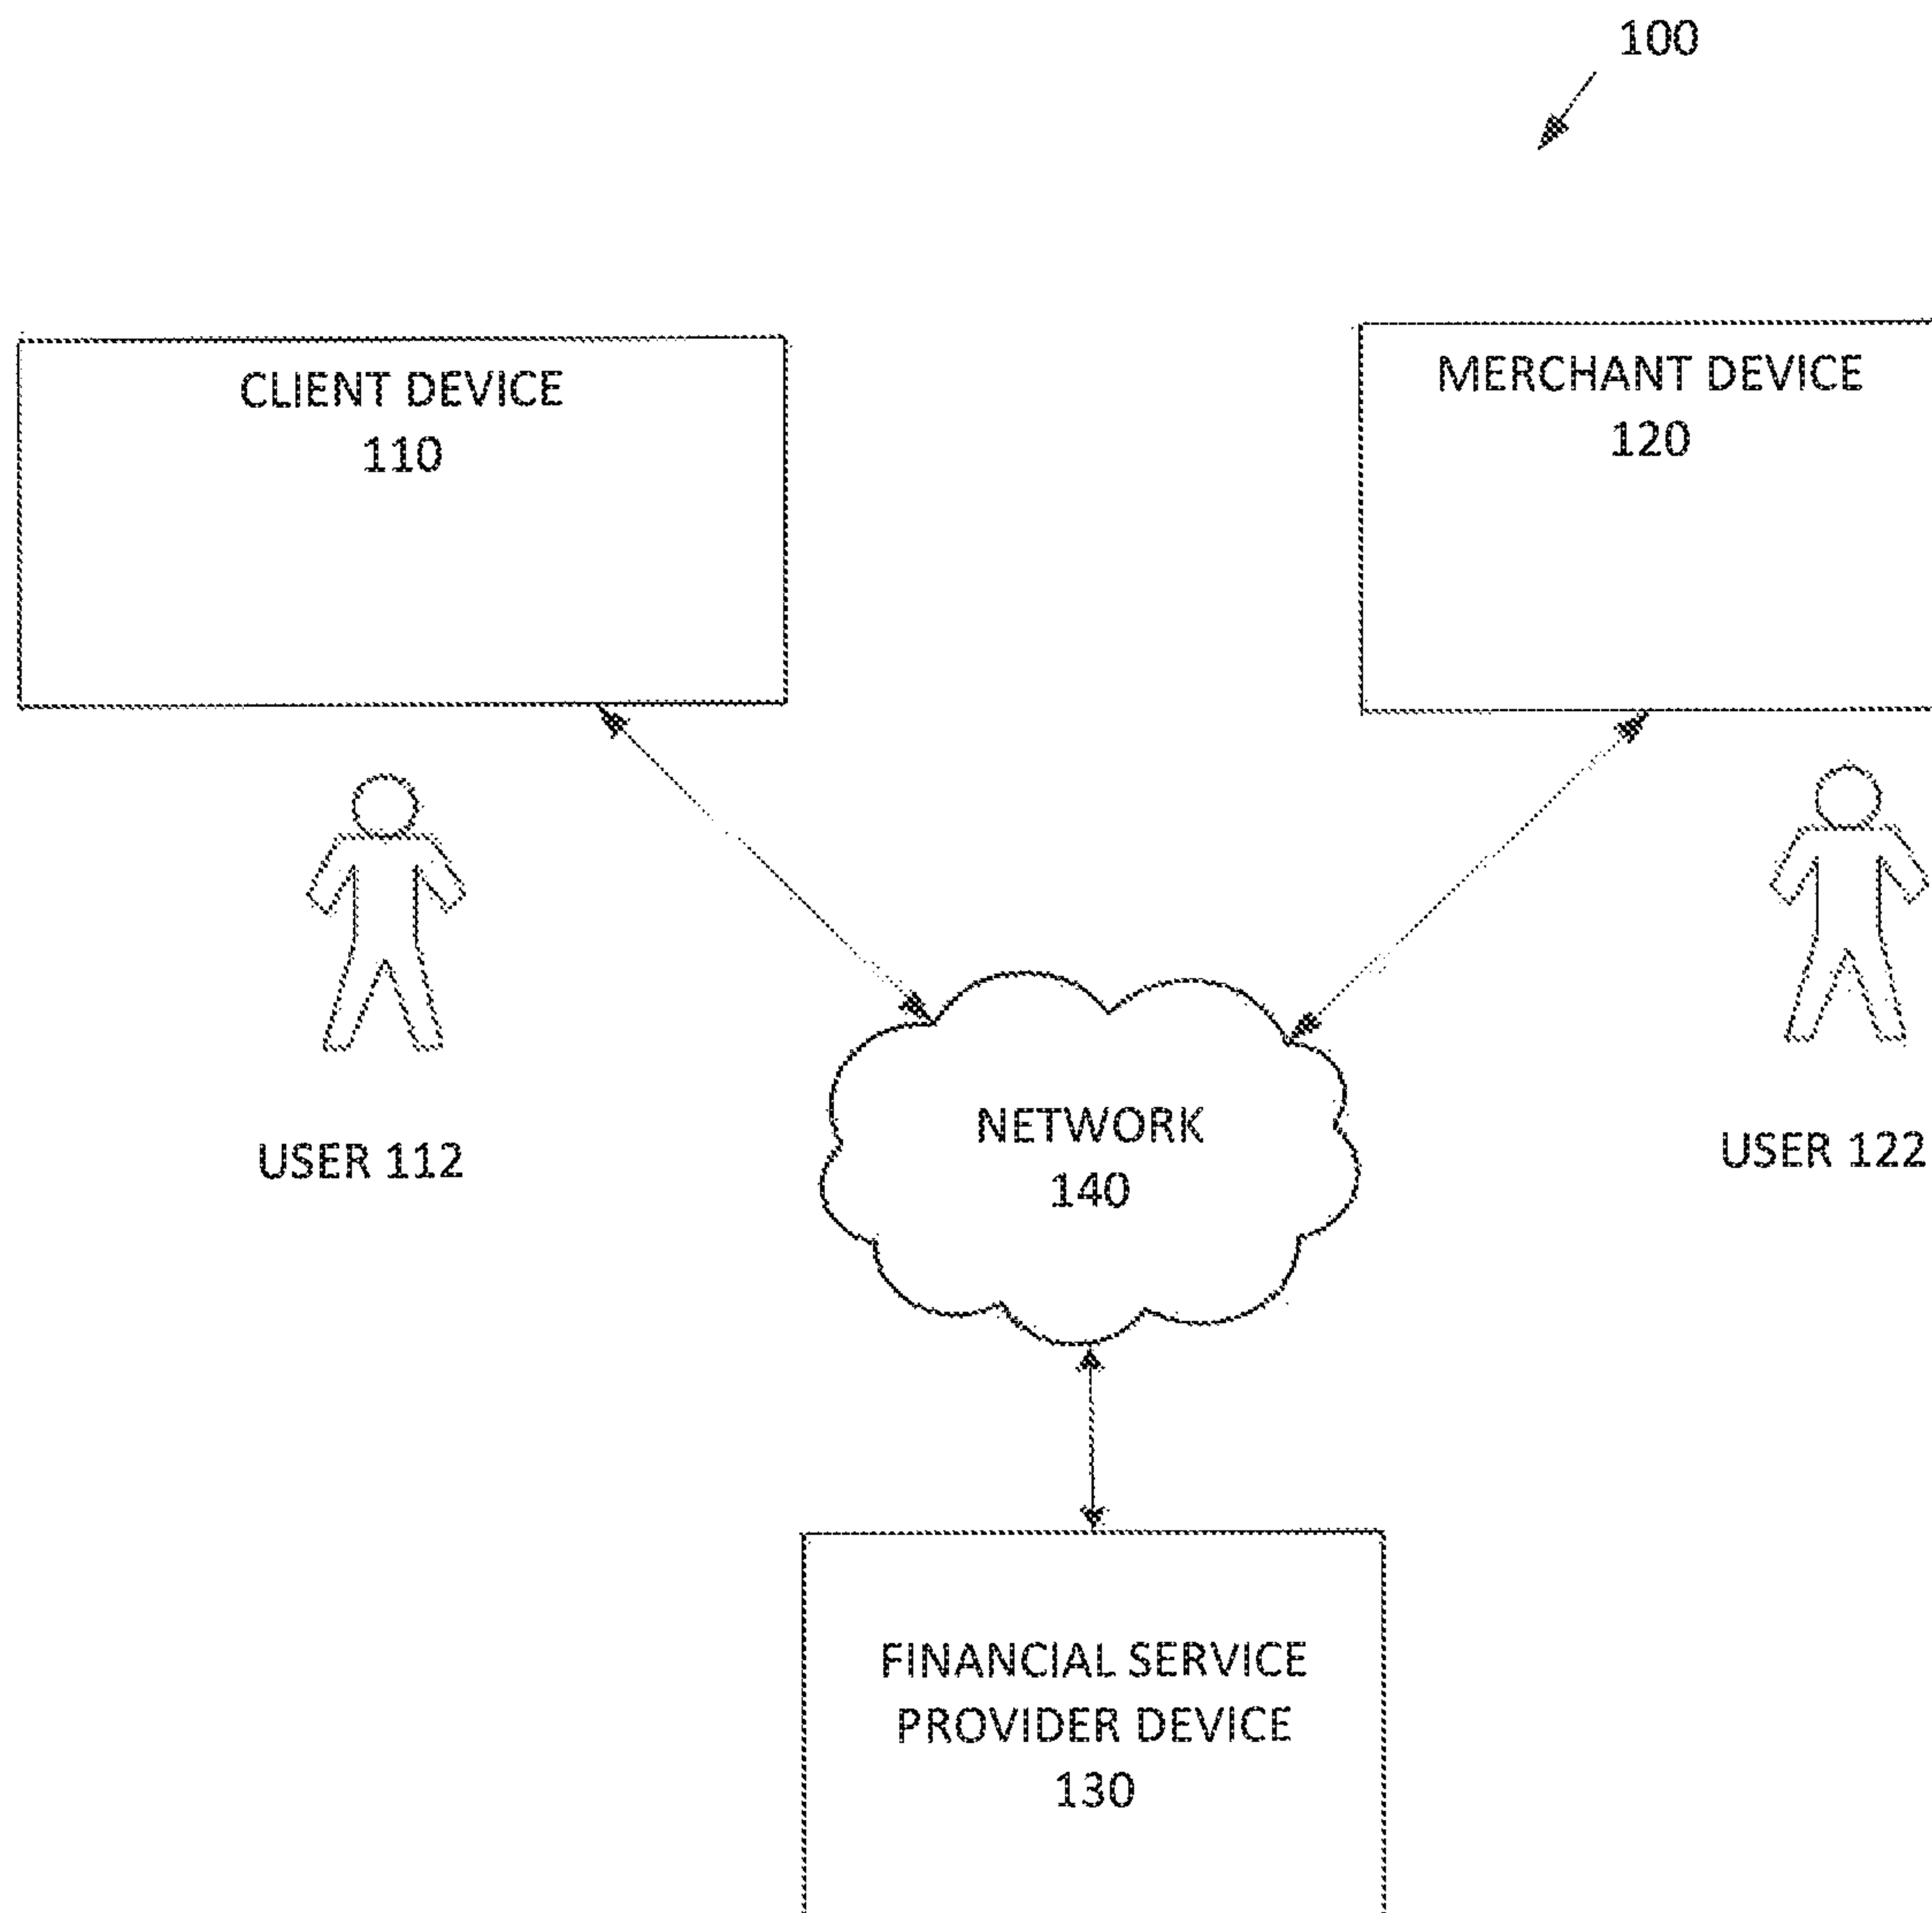 100
CLIENT DEVICE
110
MERCHANT DEVICE
120
USER 112
NETWORK
140
USER 122
FINANCIAL SERVICE
PROVIDER DEVICE
130